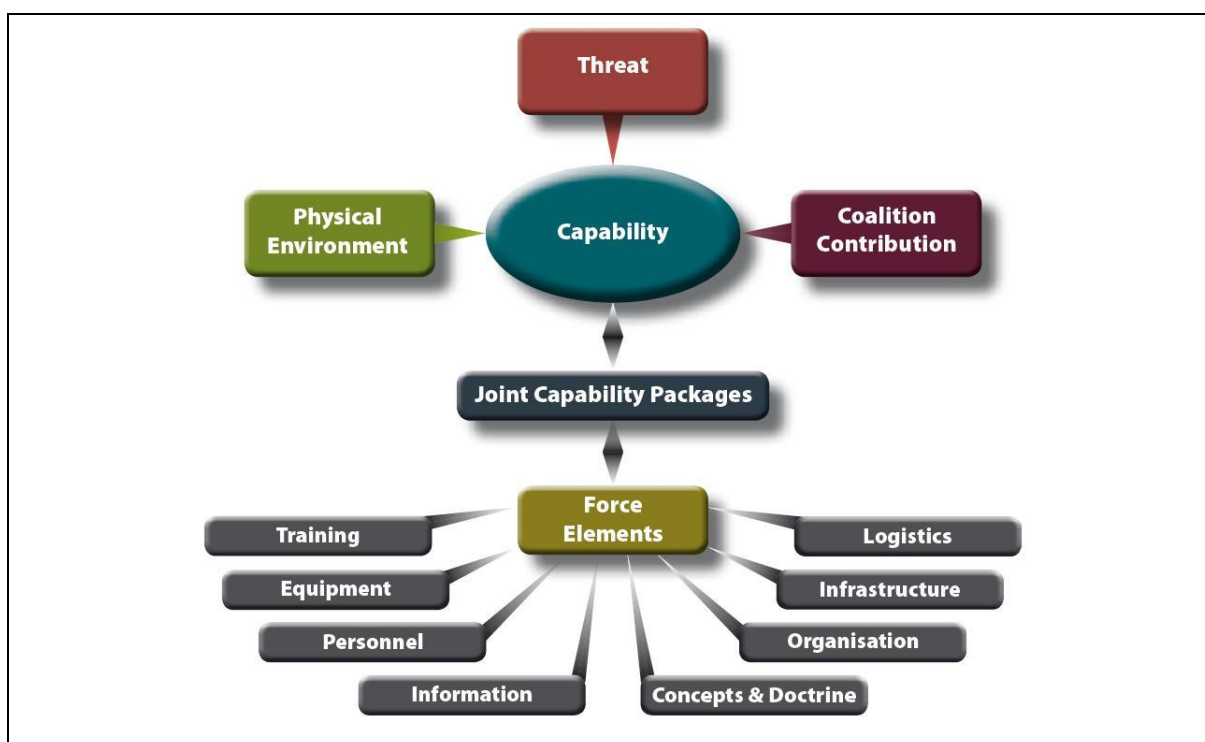 Threat
Physical
Environment
Capability
Coalition
Contribution
Joint Capability Packages
Force
Elements
Training
Logistics
Equipment
Infrastructure
Personnel
Organisation
Information
Concepts & Doctrine